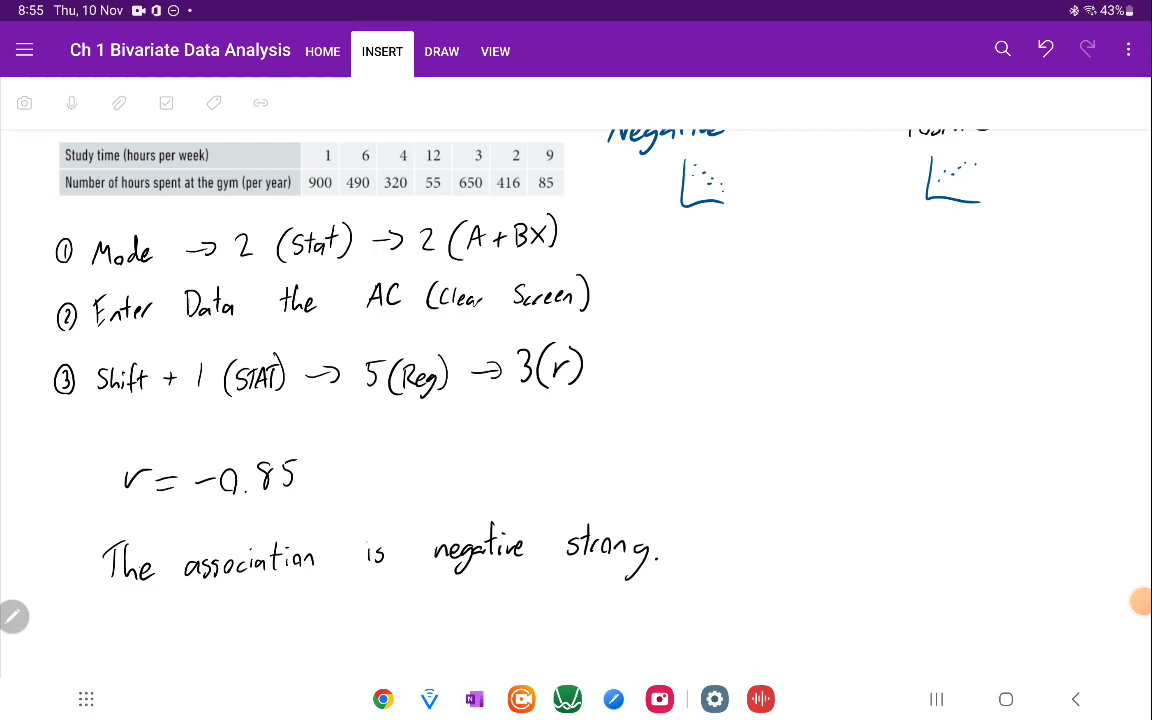 8:55 Thu, 10 Nov 43%
Ch 1 Bivariate Data Analysis HOME INSERT DRAW VIEW
Negative
Study time (hours per week) 1 6 4 12 3 2 9
Number of hours spent at the gym (per year) 900 490 320 55 650 416 85
① Mode → 2 (Stat) → 2 (A + BX)
② Enter Data the AC (Clear Screen)
③ Shift + 1 (STAT) → 5 (Reg) → 3 (r)
r = -0.85
The association is negative strong.